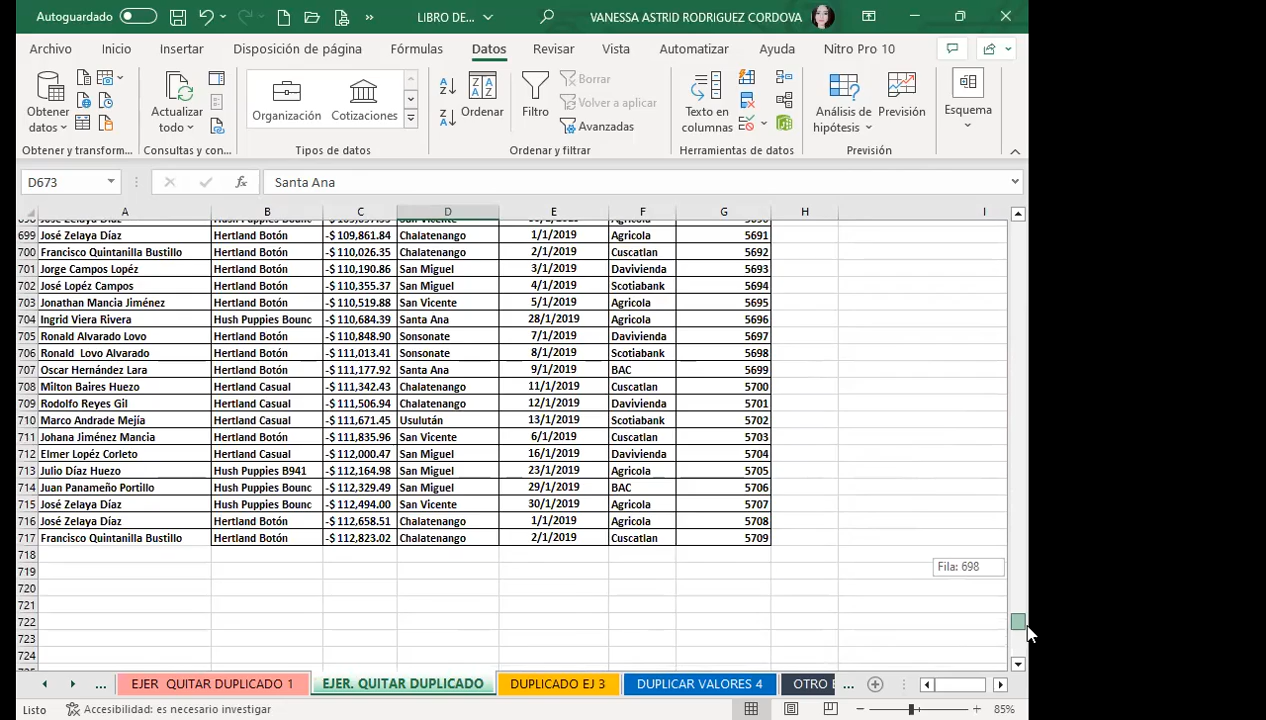 Autoguardado LIBRO DE... VANESSA ASTRID RODRIGUEZ CORDOVA
Archivo Inicio Insertar Disposición de página Fórmulas Datos Revisar Vista Automatizar Ayuda Nitro Pro 10
Obtener datos
Actualizar todo
Organización Cotizaciones
Ordenar
Filtro
Borrar
Volver a aplicar
Avanzadas
Texto en columnas
Análisis de hipótesis
Previsión
Esquema
Obtener y transform... Consultas y con... Tipos de datos Ordenar y filtrar Herramientas de datos Previsión
D673 Santa Ana
A B C D E F G H I
699 José Zelaya Díaz Hertland Botón -$ 109,861.84 Chalatenango 1/1/2019 Agricola 5691
700 Francisco Quintanilla Bustillo Hertland Botón -$ 110,026.35 Chalatenango 2/1/2019 Cuscatlan 5692
701 Jorge Campos Lopéz Hertland Botón -$ 110,190.86 San Miguel 3/1/2019 Davivienda 5693
702 José Lopéz Campos Hertland Botón -$ 110,355.37 San Miguel 4/1/2019 Scotiabank 5694
703 Jonathan Mancia Jiménez Hertland Botón -$ 110,519.88 San Vicente 5/1/2019 Agricola 5695
704 Ingrid Viera Rivera Hush Puppies Bounc -$ 110,684.39 Santa Ana 28/1/2019 Agricola 5696
705 Ronald Alvarado Lovo Hertland Botón -$ 110,848.90 Sonsonate 7/1/2019 Davivienda 5697
706 Ronald Lovo Alvarado Hertland Botón -$ 111,013.41 Sonsonate 8/1/2019 Scotiabank 5698
707 Oscar Hernández Lara Hertland Botón -$ 111,177.92 Santa Ana 9/1/2019 BAC 5699
708 Milton Baires Huezo Hertland Casual -$ 111,342.43 Chalatenango 11/1/2019 Cuscatlan 5700
709 Rodolfo Reyes Gil Hertland Casual -$ 111,506.94 Chalatenango 12/1/2019 Davivienda 5701
710 Marco Andrade Mejía Hertland Casual -$ 111,671.45 Usulután 13/1/2019 Scotiabank 5702
711 Johana Jiménez Mancia Hertland Botón -$ 111,835.96 San Vicente 6/1/2019 Cuscatlan 5703
712 Elmer Lopéz Corleto Hertland Casual -$ 112,000.47 San Miguel 16/1/2019 Davivienda 5704
713 Julio Díaz Huezo Hush Puppies B941 -$ 112,164.98 San Miguel 23/1/2019 Agricola 5705
714 Juan Panameño Portillo Hush Puppies Bounc -$ 112,329.49 San Miguel 29/1/2019 BAC 5706
715 José Zelaya Díaz Hush Puppies Bounc -$ 112,494.00 San Vicente 30/1/2019 Agricola 5707
716 José Zelaya Díaz Hertland Botón -$ 112,658.51 Chalatenango 1/1/2019 Agricola 5708
717 Francisco Quintanilla Bustillo Hertland Botón -$ 112,823.02 Chalatenango 2/1/2019 Cuscatlan 5709
718
719 Fila: 698
720
721
722
723
724
... EJER QUITAR DUPLICADO 1 EJER. QUITAR DUPLICADO DUPLICADO EJ 3 DUPLICAR VALORES 4 OTRO ...
Listo Accesibilidad: es necesario investigar 85%